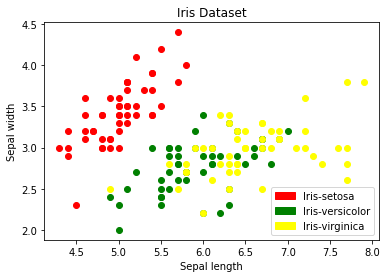 Iris Dataset
4.5
4.0
3.5
3.0
2.5
2.0
Sepal width
4.5 5.0 5.5 6.0 6.5 7.0 7.5 8.0
Sepal length
Iris-setosa
Iris-versicolor
Iris-virginica